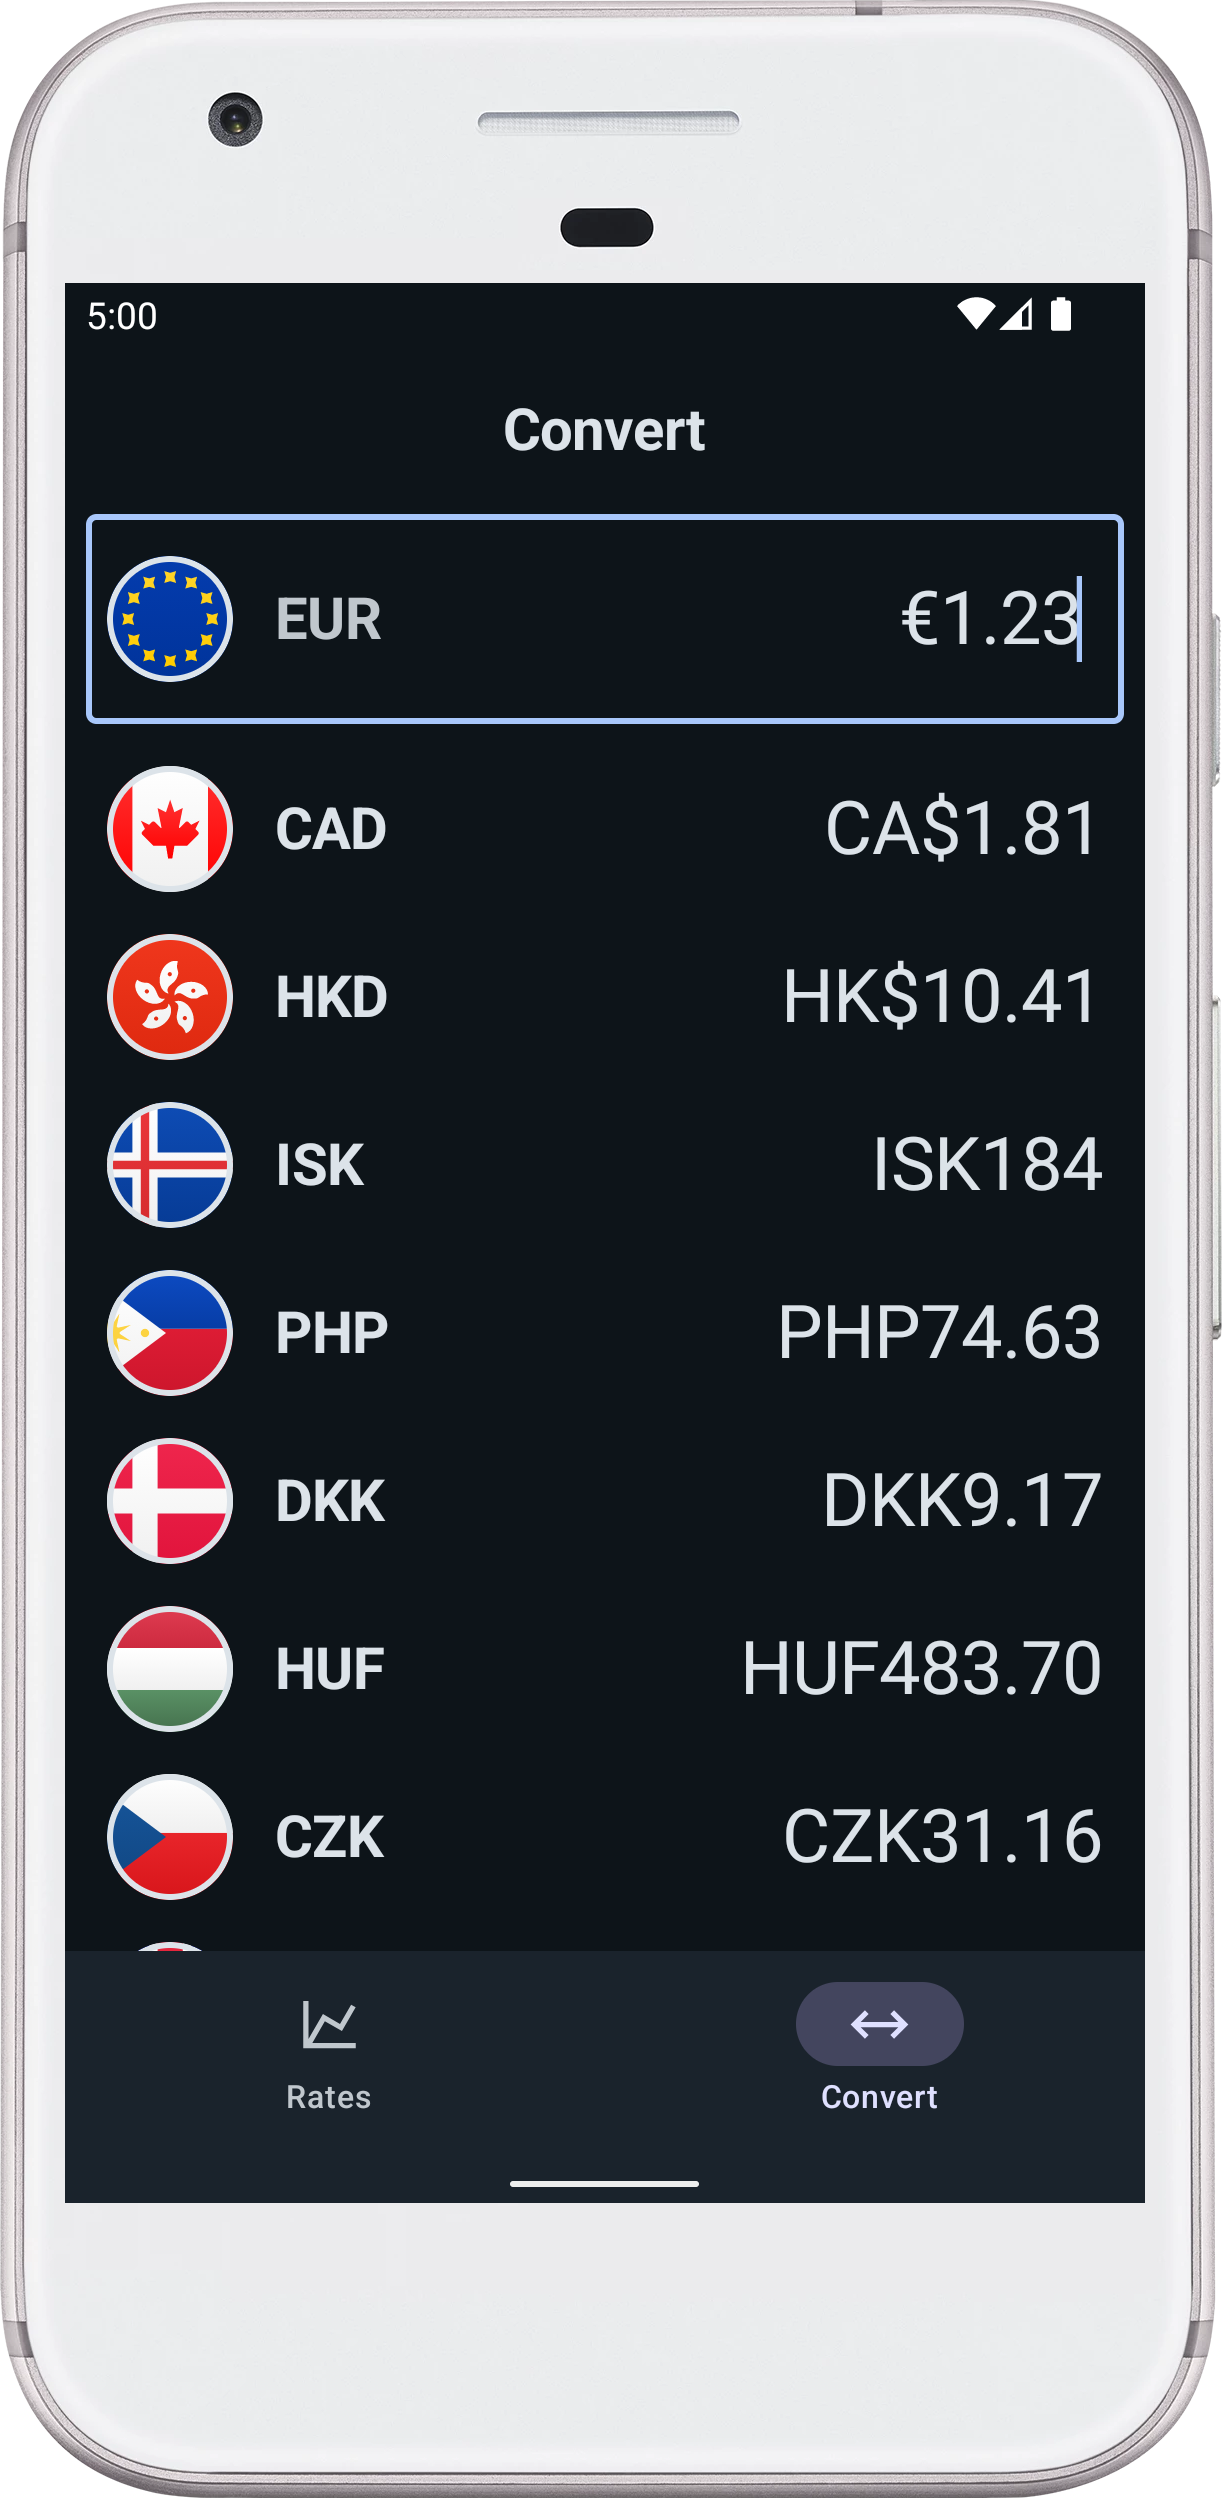 5:00
Convert
EUR €1.23
CAD CA$1.81
HKD HK$10.41
ISK ISK184
PHP PHP74.63
DKK DKK9.17
HUF HUF483.70
CZK CZK31.16
Rates Convert